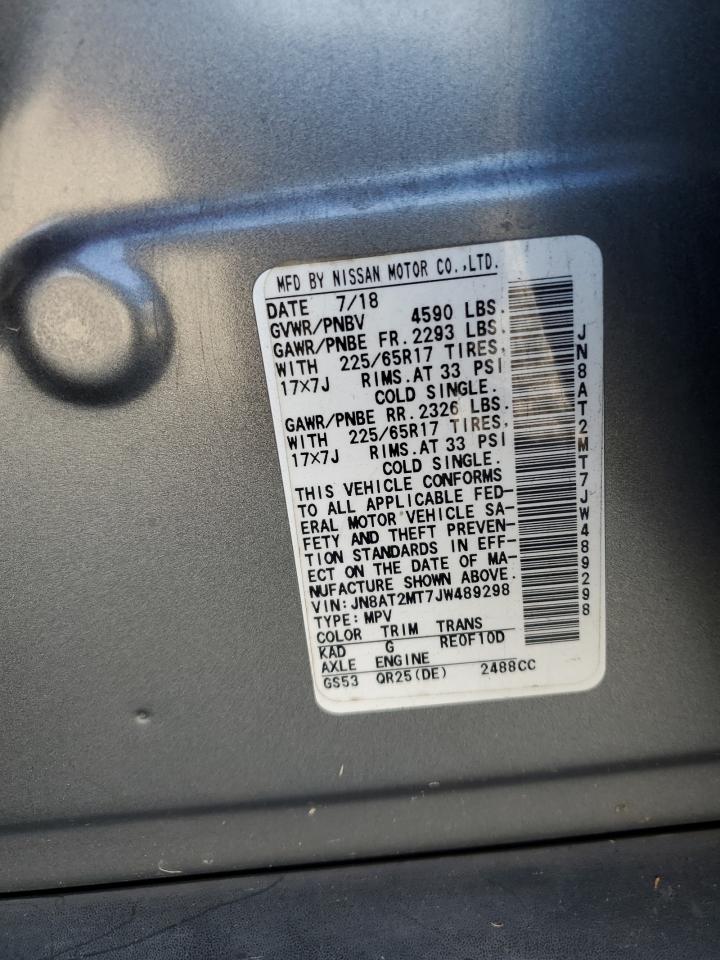 MFD BY NISSAN MOTOR CO.,LTD.
DATE 7/18
GVWR/PNBV 4590 LBS.
GAWR/PNBE FR. 2293 LBS.
WITH 225/65R17 TIRES,
17×7J RIMS.AT 33 PSI
COLD SINGLE.
GAWR/PNBE RR. 2326 LBS.
WITH 225/65R17 TIRES,
17×7J RIMS.AT 33 PSI
COLD SINGLE.
THIS VEHICLE CONFORMS
TO ALL APPLICABLE FED-
ERAL MOTOR VEHICLE SA-
FETY AND THEFT PREVEN-
TION STANDARDS IN EFF-
ECT ON THE DATE OF MA-
NUFACTURE SHOWN ABOVE.
VIN:JN8AT2MT7JW489298
TYPE:MPV
COLOR TRIM TRANS
KAD G RE0F10D
AXLE ENGINE
GS53 QR25(DE) 2488CC
JN8AT2MT7JW489298